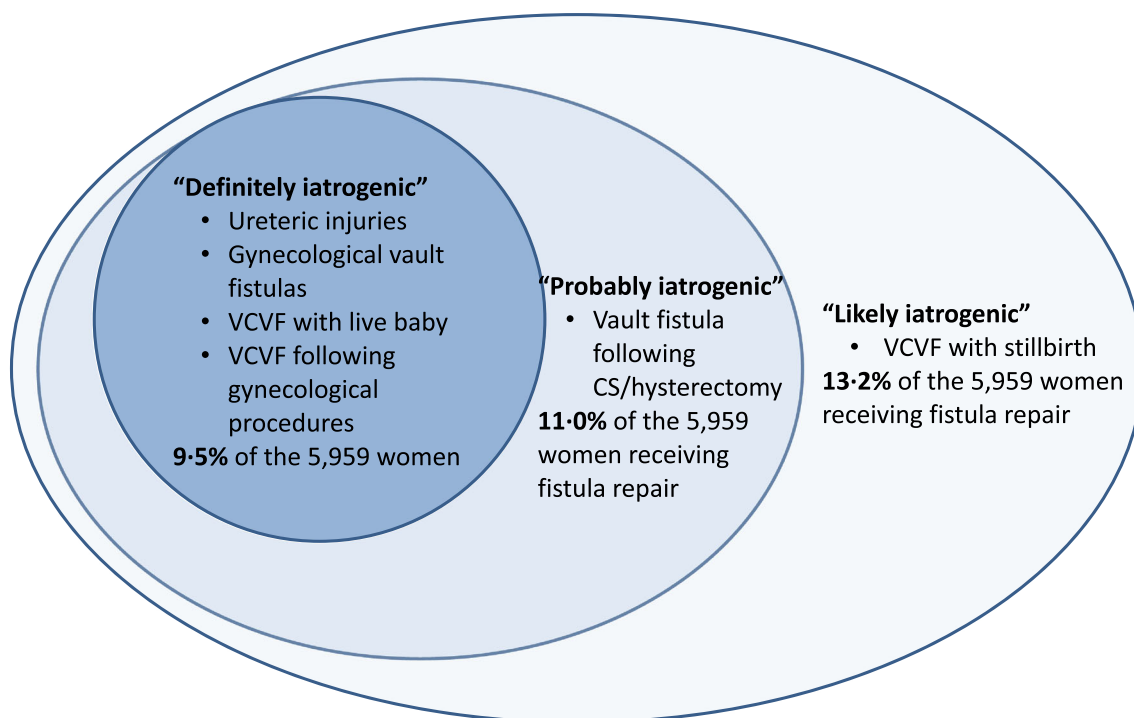 “Definitely iatrogenic”
• Ureteric injuries
• Gynecological vault
fistulas
• VCVF with live baby
• VCVF following
gynecological
procedures
9·5% of the 5,959 women
“Probably iatrogenic”
• Vault fistula
following
CS/hysterectomy
11·0% of the 5,959
women receiving
fistula repair
“Likely iatrogenic”
• VCVF with stillbirth
13·2% of the 5,959 women
receiving fistula repair